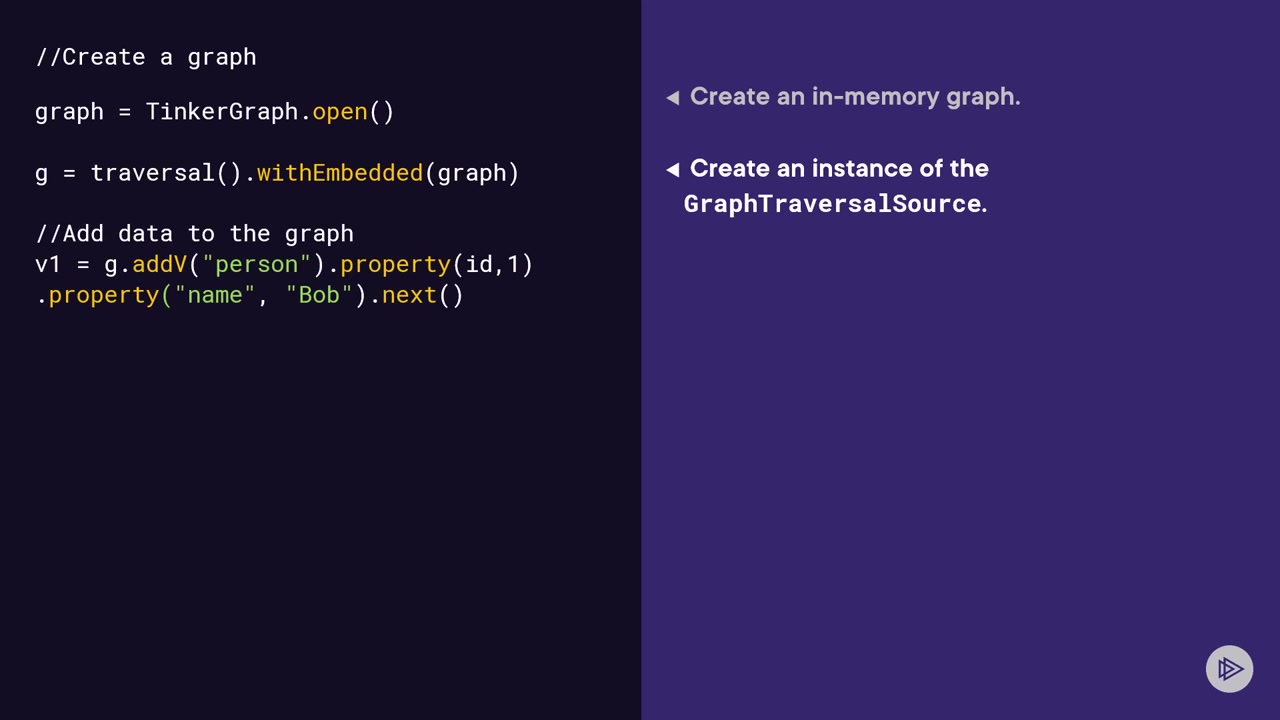 //Create a graph
graph = TinkerGraph.open()
g = traversal().withEmbedded(graph)
//Add data to the graph
v1 = g.addV("person").property(id,1)
.property("name", "Bob").next()
◀ Create an in-memory graph.
◀ Create an instance of the
GraphTraversalSource.